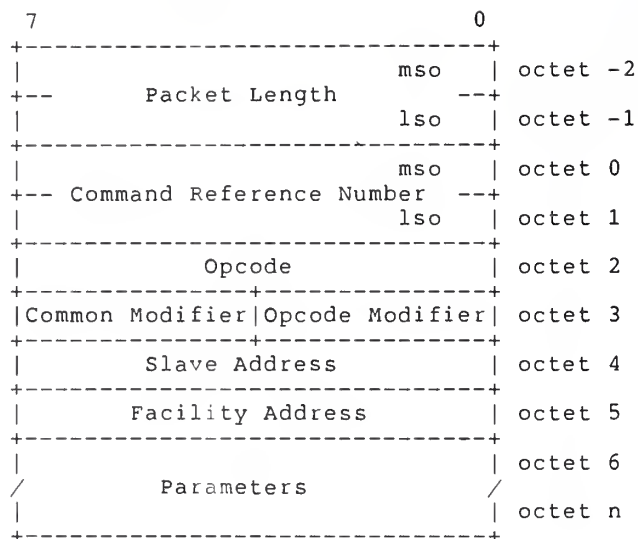 7                             0
+-----------------------------+
|                       mso   | octet -2
+--     Packet Length       --+
|                       lso   | octet -1
+-----------------------------+
|                       mso   | octet 0
+-- Command Reference Number --+
|                       lso   | octet 1
+-----------------------------+
|           Opcode            | octet 2
+--------------+--------------+
|Common Modifier|Opcode Modifier| octet 3
+--------------+--------------+
|        Slave Address        | octet 4
+-----------------------------+
|       Facility Address      | octet 5
+-----------------------------+
|                             | octet 6
/         Parameters          /
|                             | octet n
+-----------------------------+